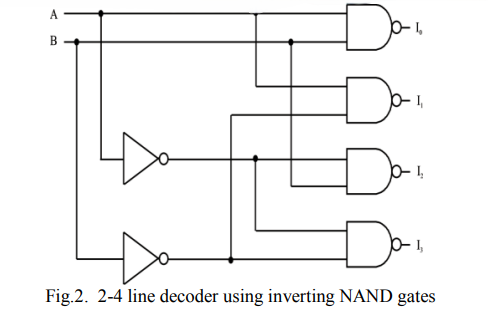 A
I₀
B
I₁
I₂
I₃
Fig.2. 2-4 line decoder using inverting NAND gates